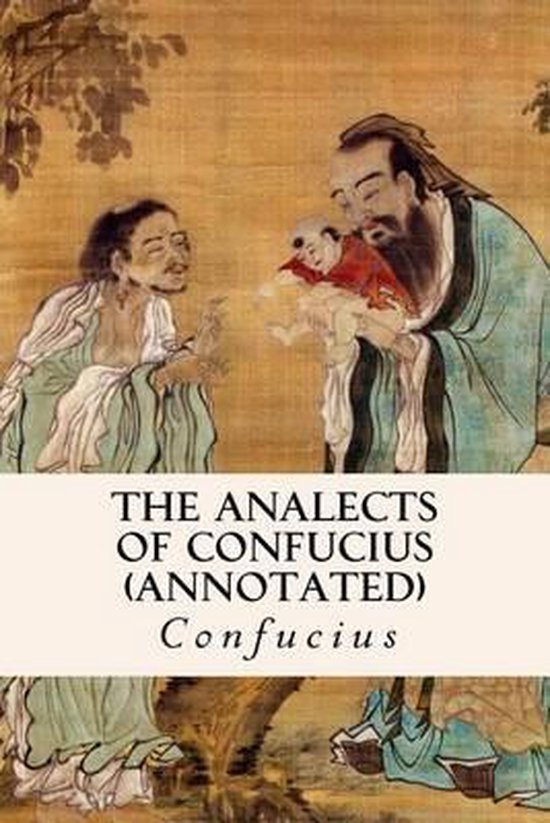 THE ANALECTS
OF CONFUCIUS
(ANNOTATED)
Confucius